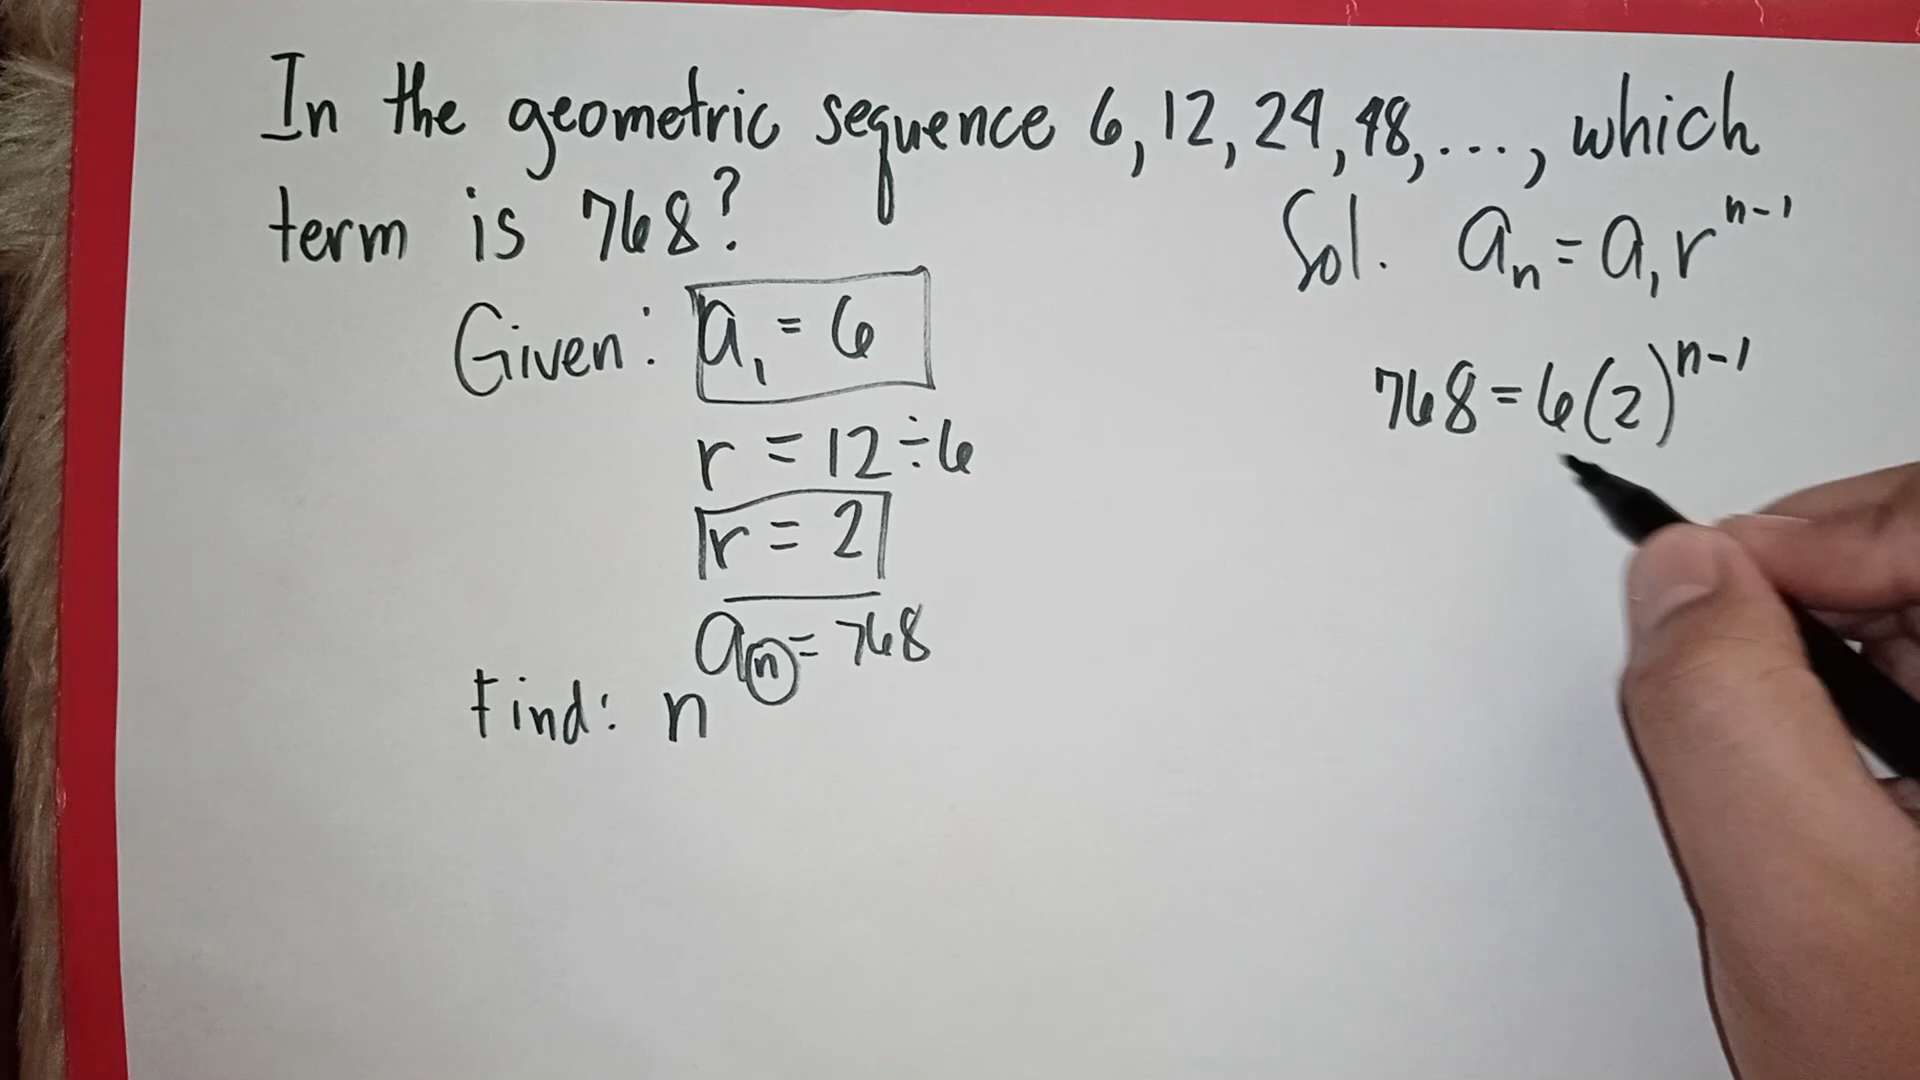 In the geometric sequence 6, 12, 24, 48, ..., which
term is 768?
Sol. aₙ = a₁rⁿ⁻¹
Given: a₁ = 6
768 = 6(2)ⁿ⁻¹
r = 12 ÷ 6
r = 2
aₙ = 768
Find: n